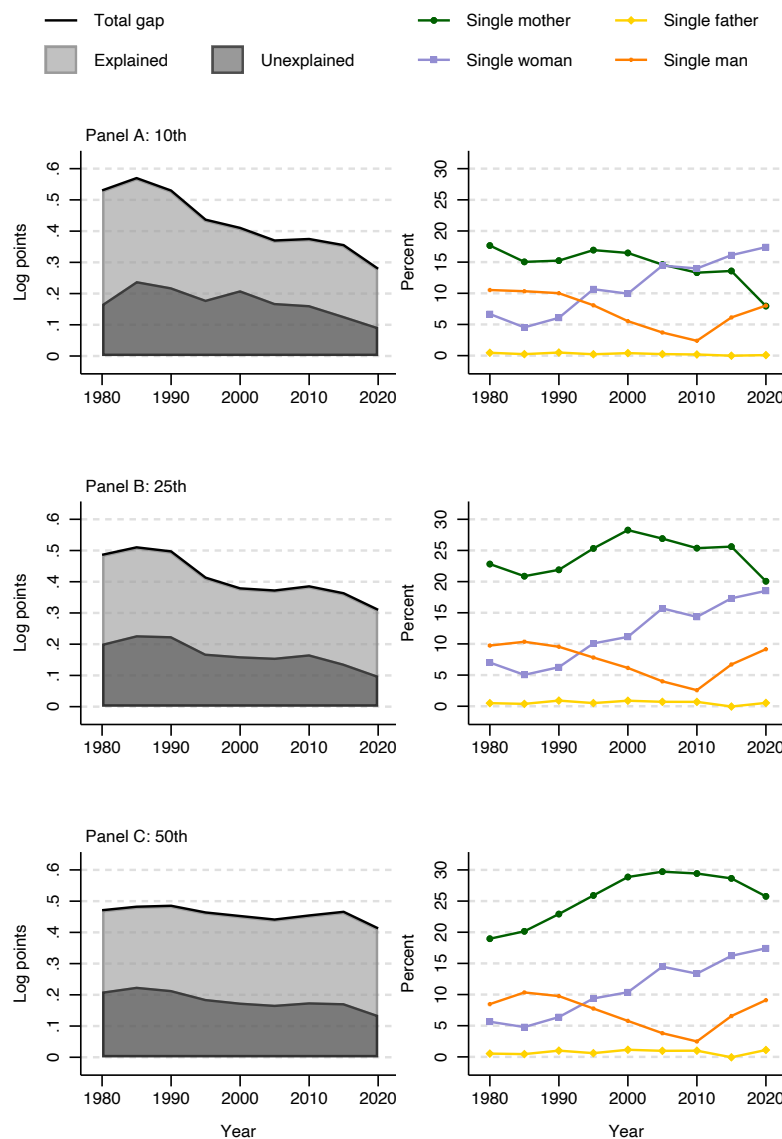 Total gap
Explained
Unexplained
Single mother
Single father
Single woman
Single man
Panel A: 10th
Log points
.6
.5
.4
.3
.2
.1
0
1980 1990 2000 2010 2020
Percent
30
25
20
15
10
5
0
1980 1990 2000 2010 2020
Panel B: 25th
Log points
.6
.5
.4
.3
.2
.1
0
1980 1990 2000 2010 2020
Percent
30
25
20
15
10
5
0
1980 1990 2000 2010 2020
Panel C: 50th
Log points
.6
.5
.4
.3
.2
.1
0
1980 1990 2000 2010 2020
Year
Percent
30
25
20
15
10
5
0
1980 1990 2000 2010 2020
Year